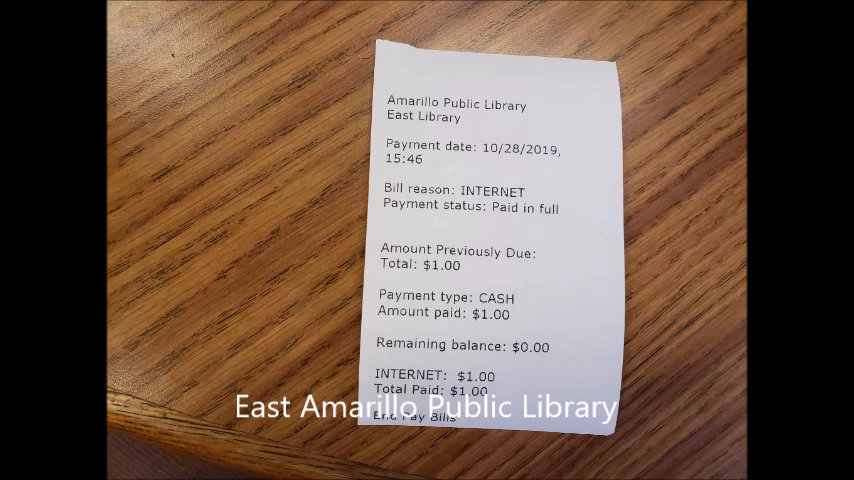 Amarillo Public Library
East Library
Payment date: 10/28/2019,
15:46
Bill reason: INTERNET
Payment status: Paid in full
Amount Previously Due:
Total: $1.00
Payment type: CASH
Amount paid: $1.00
Remaining balance: $0.00
INTERNET: $1.00
Total Paid: $1.00
East Amarillo Public Library
End Pay Bills